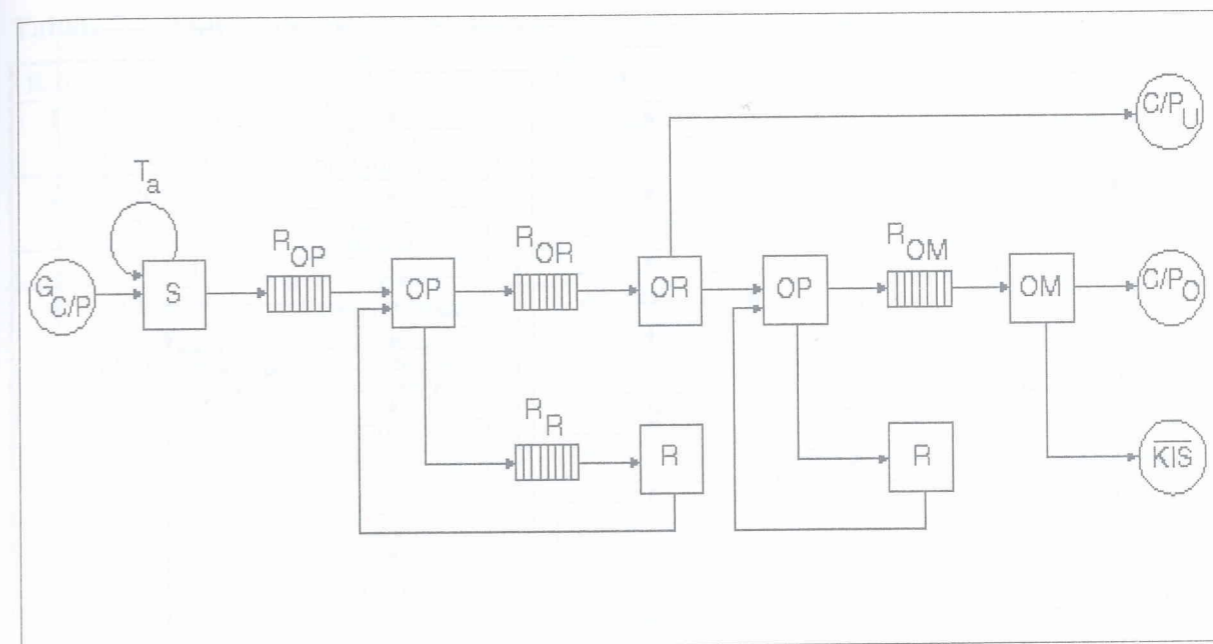 C/P_U
T_a
R_OP
R_OR
R_OM
G_C/P
S
OP
OR
OP
OM
C/P_O
R_R
R
R
KIS